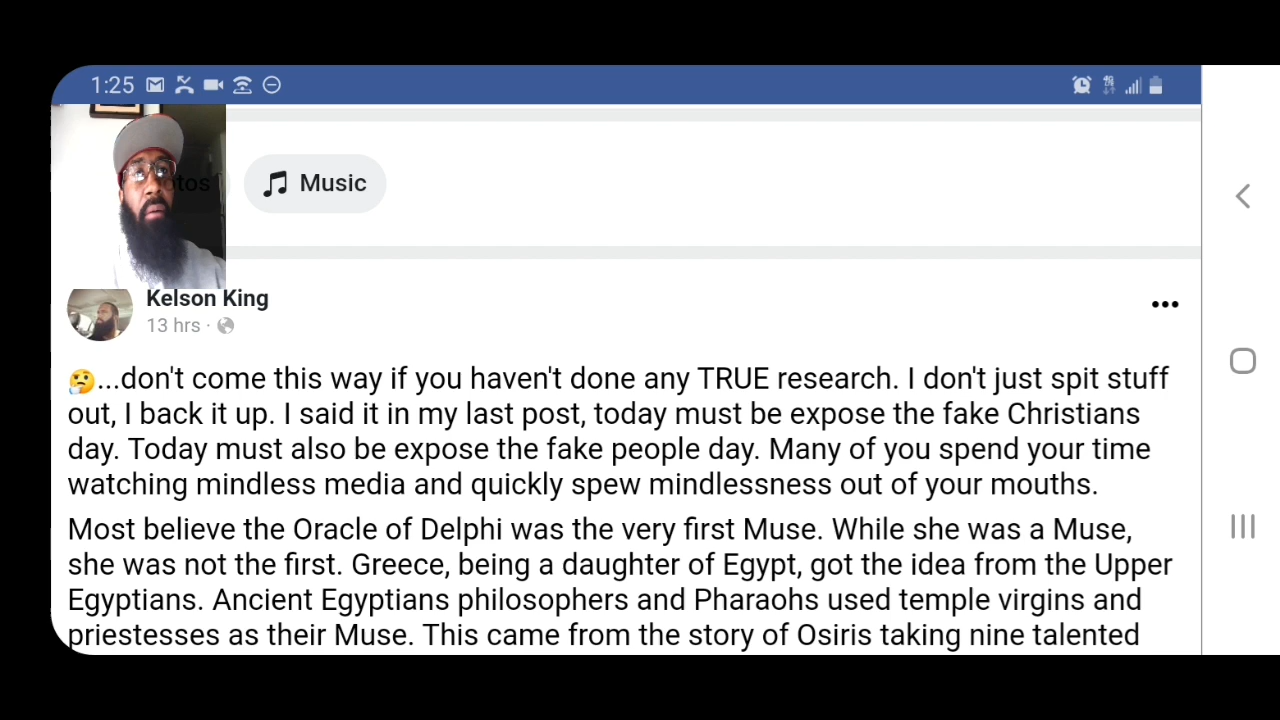 1:25
tos
Music
Kelson King
13 hrs ·
🤔...don't come this way if you haven't done any TRUE research. I don't just spit stuff
out, I back it up. I said it in my last post, today must be expose the fake Christians
day. Today must also be expose the fake people day. Many of you spend your time
watching mindless media and quickly spew mindlessness out of your mouths.
Most believe the Oracle of Delphi was the very first Muse. While she was a Muse,
she was not the first. Greece, being a daughter of Egypt, got the idea from the Upper
Egyptians. Ancient Egyptians philosophers and Pharaohs used temple virgins and
priestesses as their Muse. This came from the story of Osiris taking nine talented